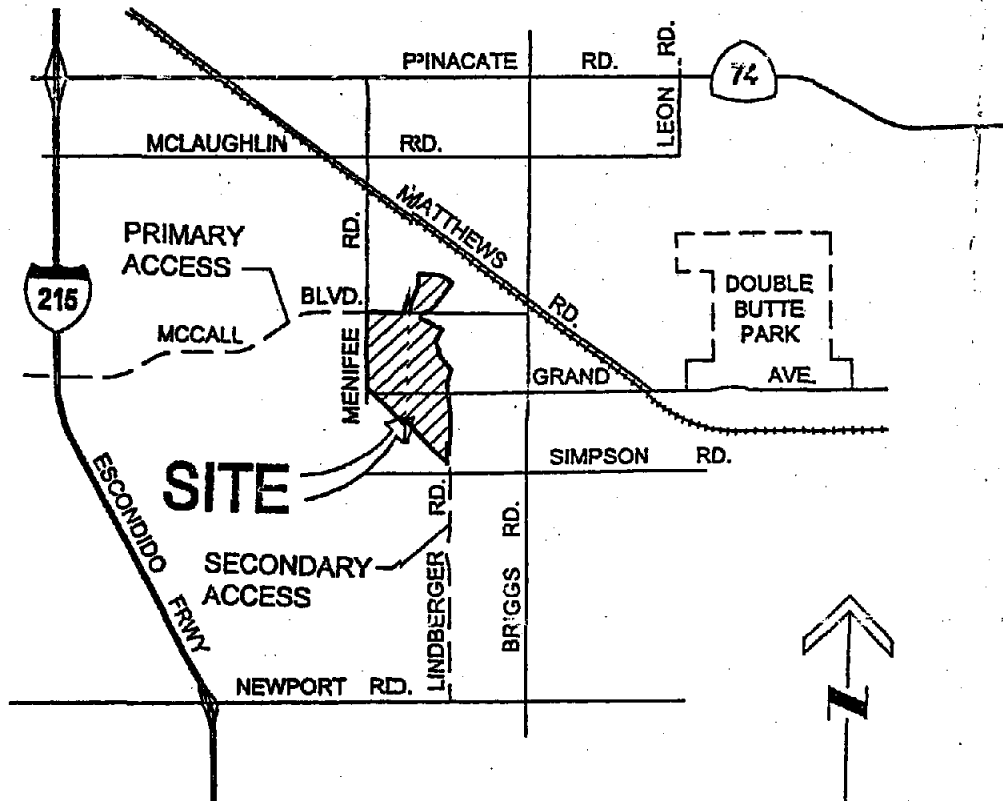 PINACATE RD.
LEON RD.
74
MCLAUGHLIN RD.
MATTHEWS RD.
PRIMARY
ACCESS
215
MCCALL BLVD.
MENIFEE RD.
DOUBLE
BUTTE
PARK
GRAND AVE.
SITE
SIMPSON RD.
ESCONDIDO FRWY
SECONDARY
ACCESS
LINDBERGER RD.
BRIGGS RD.
NEWPORT RD.
N